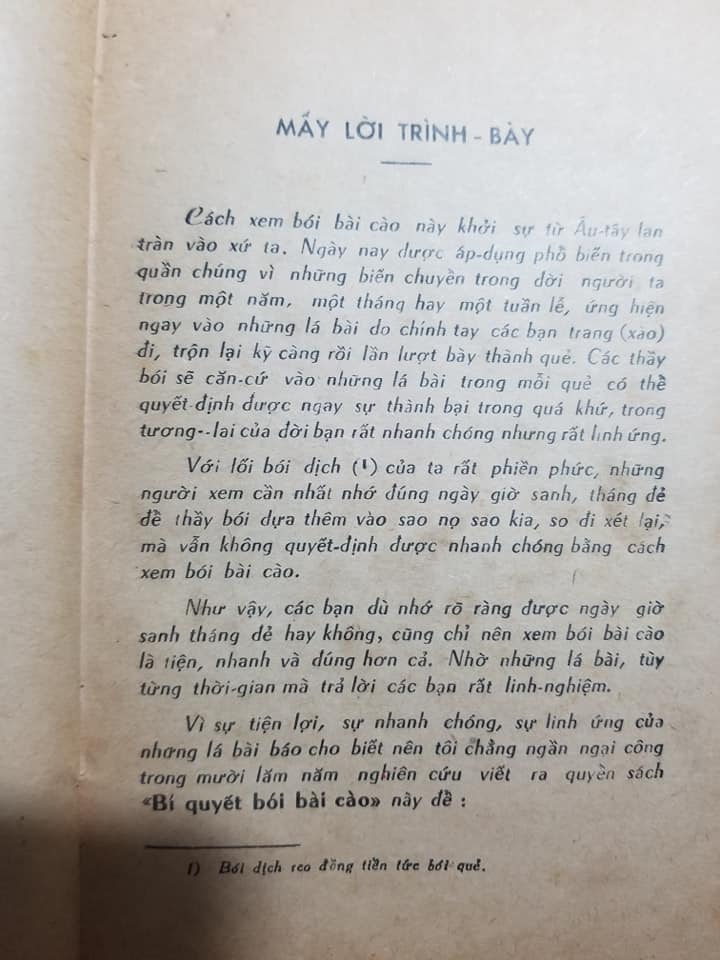 MẤY LỜI TRÌNH - BÀY
Cách xem bói bài cào này khởi sự từ Âu-tây lan
tràn vào xứ ta. Ngày nay được áp-dụng phổ biến trong
quần chúng vì những biến chuyển trong đời người ta
trong một năm, một tháng hay một tuần lễ, ứng hiện
ngay vào những lá bài do chính tay các bạn trang (xào)
đi, trộn lại kỹ càng rồi lần lượt bày thành quẻ. Các thầy
bói sẽ căn-cứ vào những lá bài trong mỗi quẻ có thể
quyết-định được ngay sự thành bại trong quá khứ, trong
tương--lai của đời bạn rất nhanh chóng nhưng rất linh ứng.
Với lối bói dịch (1) của ta rất phiền phức, những
người xem cần nhất nhớ đúng ngày giờ sanh, tháng đẻ
để thầy bói dựa thêm vào sao nọ sao kia, so đi xét lại,
mà vẫn không quyết-định được nhanh chóng bằng cách
xem bói bài cào.
Như vậy, các bạn dù nhớ rõ ràng được ngày giờ
sanh tháng đẻ hay không, cũng chỉ nên xem bói bài cào
là tiện, nhanh và đúng hơn cả. Nhờ những lá bài, tùy
từng thời-gian mà trả lời các bạn rất linh-nghiệm.
Vì sự tiện lợi, sự nhanh chóng, sự linh ứng của
những lá bài báo cho biết nên tôi chẳng ngần ngại công
trong mười lăm năm nghiên cứu viết ra quyển sách
«Bí quyết bói bài cào» này để :
1) Bói dịch reo đồng tiền tức bói quẻ.